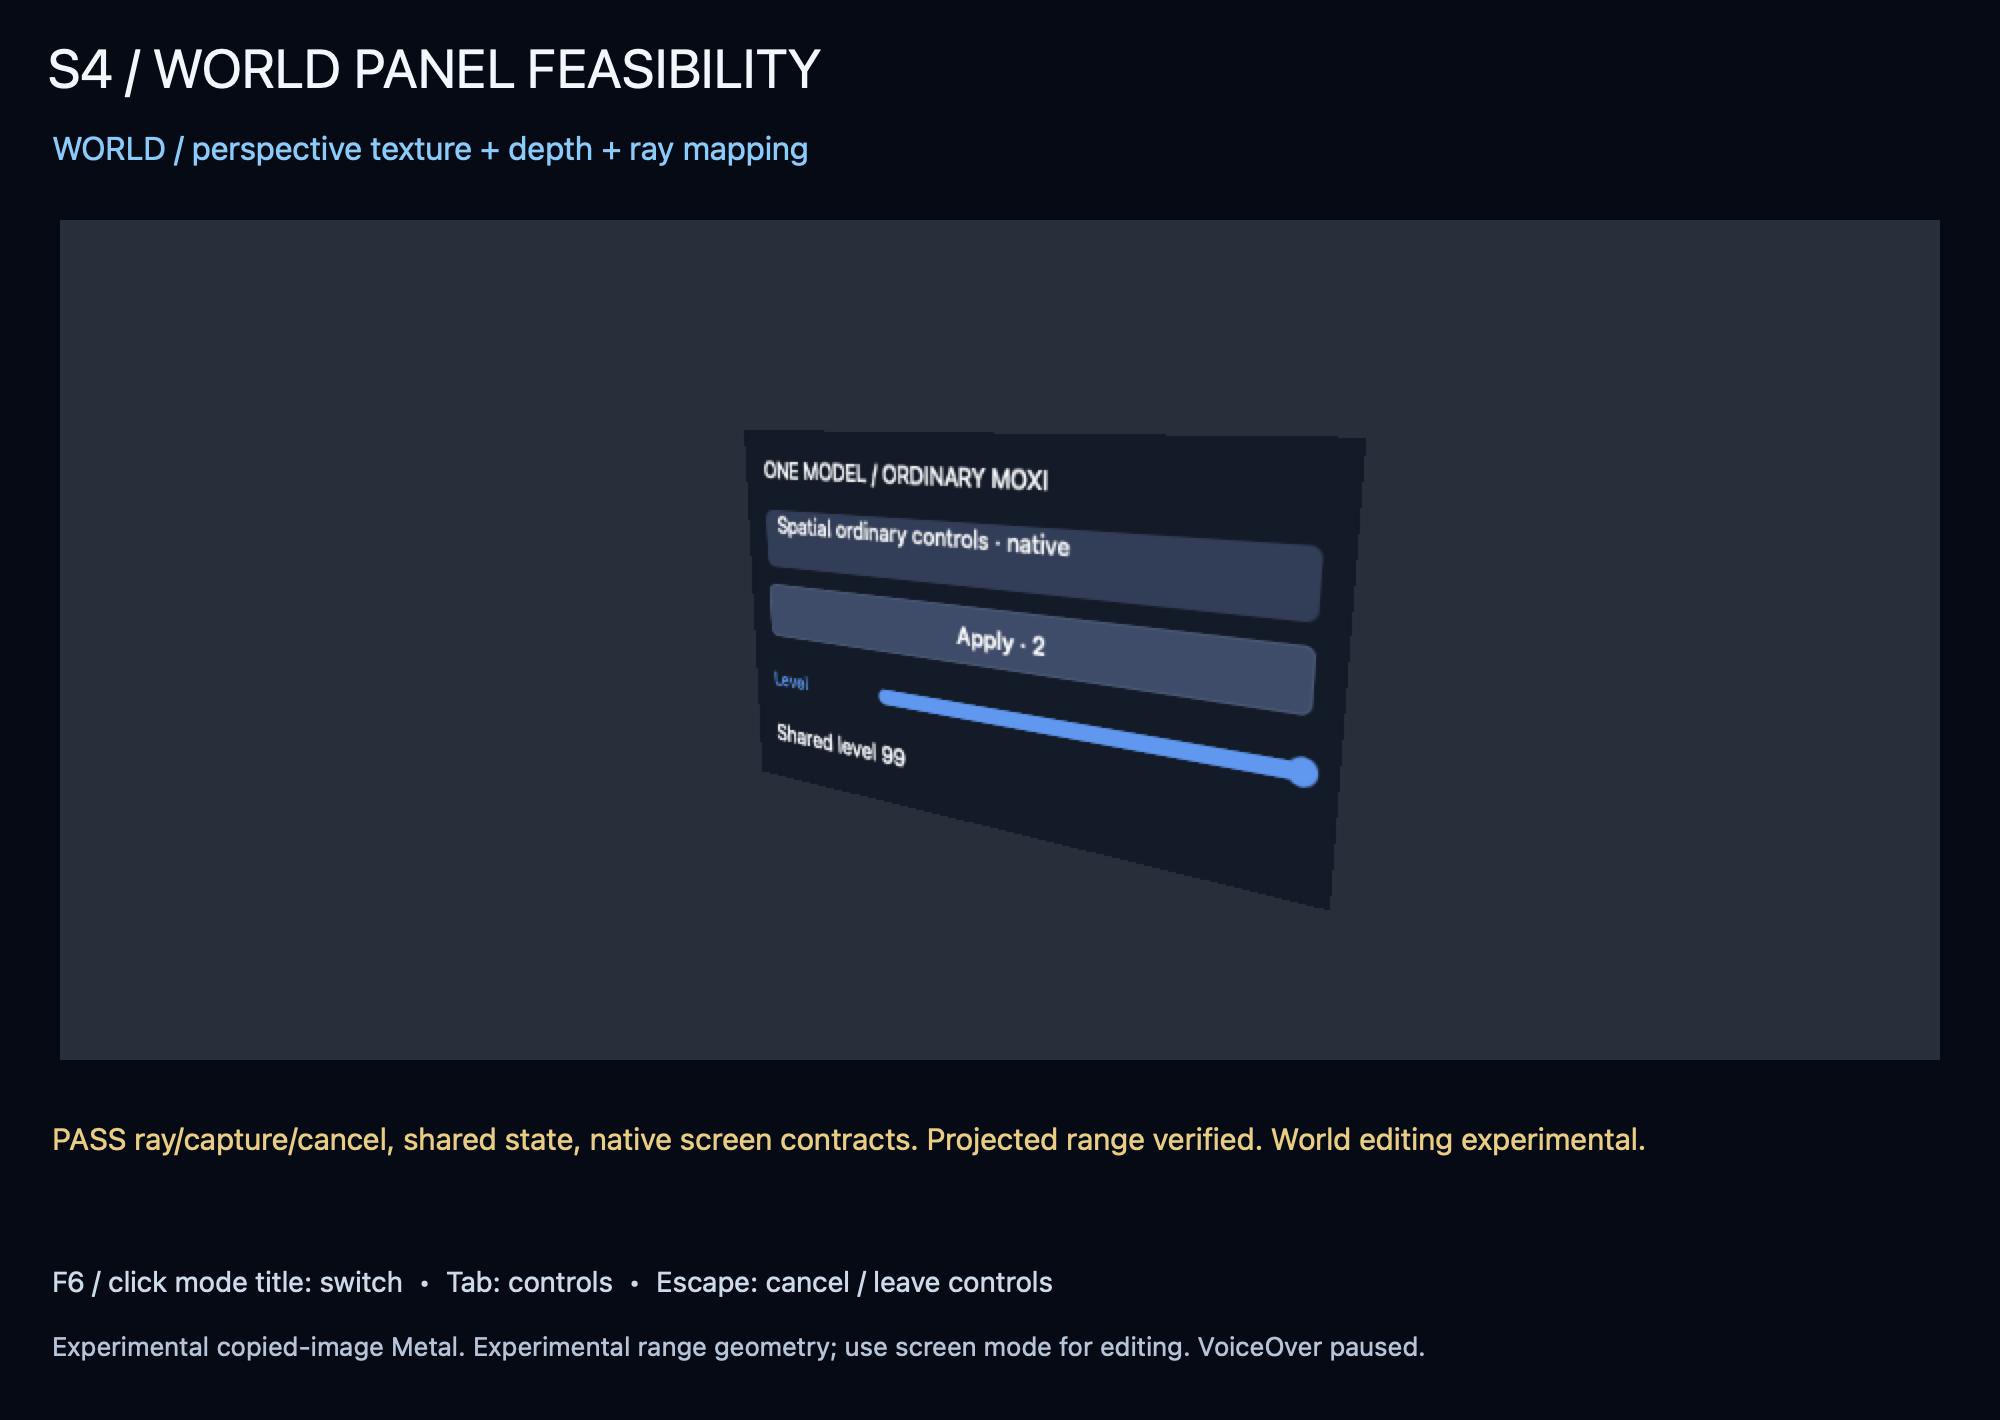 S4 / WORLD PANEL FEASIBILITY
WORLD / perspective texture + depth + ray mapping
ONE MODEL / ORDINARY MOXI
Spatial ordinary controls · native
Apply · 2
Level
Shared level 99
PASS ray/capture/cancel, shared state, native screen contracts. Projected range verified. World editing experimental.
F6 / click mode title: switch • Tab: controls • Escape: cancel / leave controls
Experimental copied-image Metal. Experimental range geometry; use screen mode for editing. VoiceOver paused.